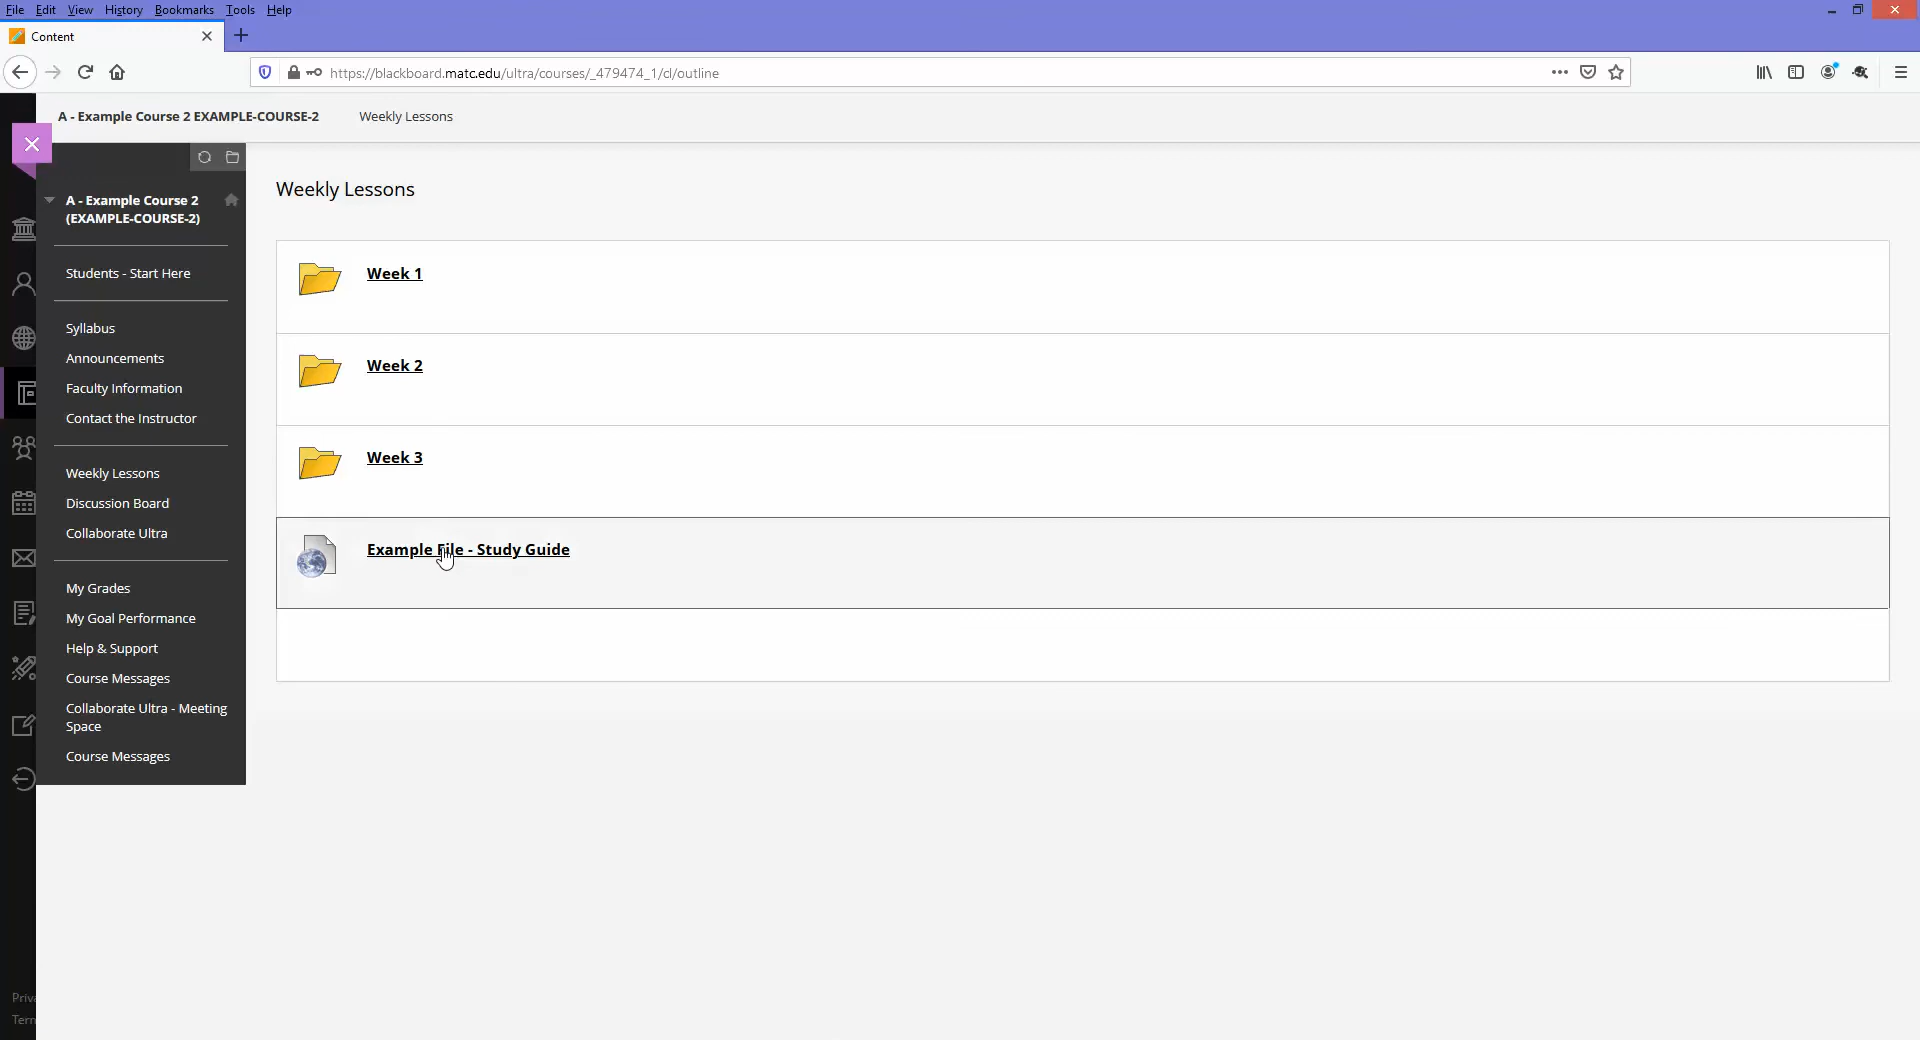 File Edit View History Bookmarks Tools Help
Content
https://blackboard.matc.edu/ultra/courses/_479474_1/cl/outline
A - Example Course 2 EXAMPLE-COURSE-2 Weekly Lessons
A - Example Course 2
(EXAMPLE-COURSE-2)
Students - Start Here
Syllabus
Announcements
Faculty Information
Contact the Instructor
Weekly Lessons
Discussion Board
Collaborate Ultra
My Grades
My Goal Performance
Help & Support
Course Messages
Collaborate Ultra - Meeting
Space
Course Messages
Priva
Term
Weekly Lessons
Week 1
Week 2
Week 3
Example File - Study Guide